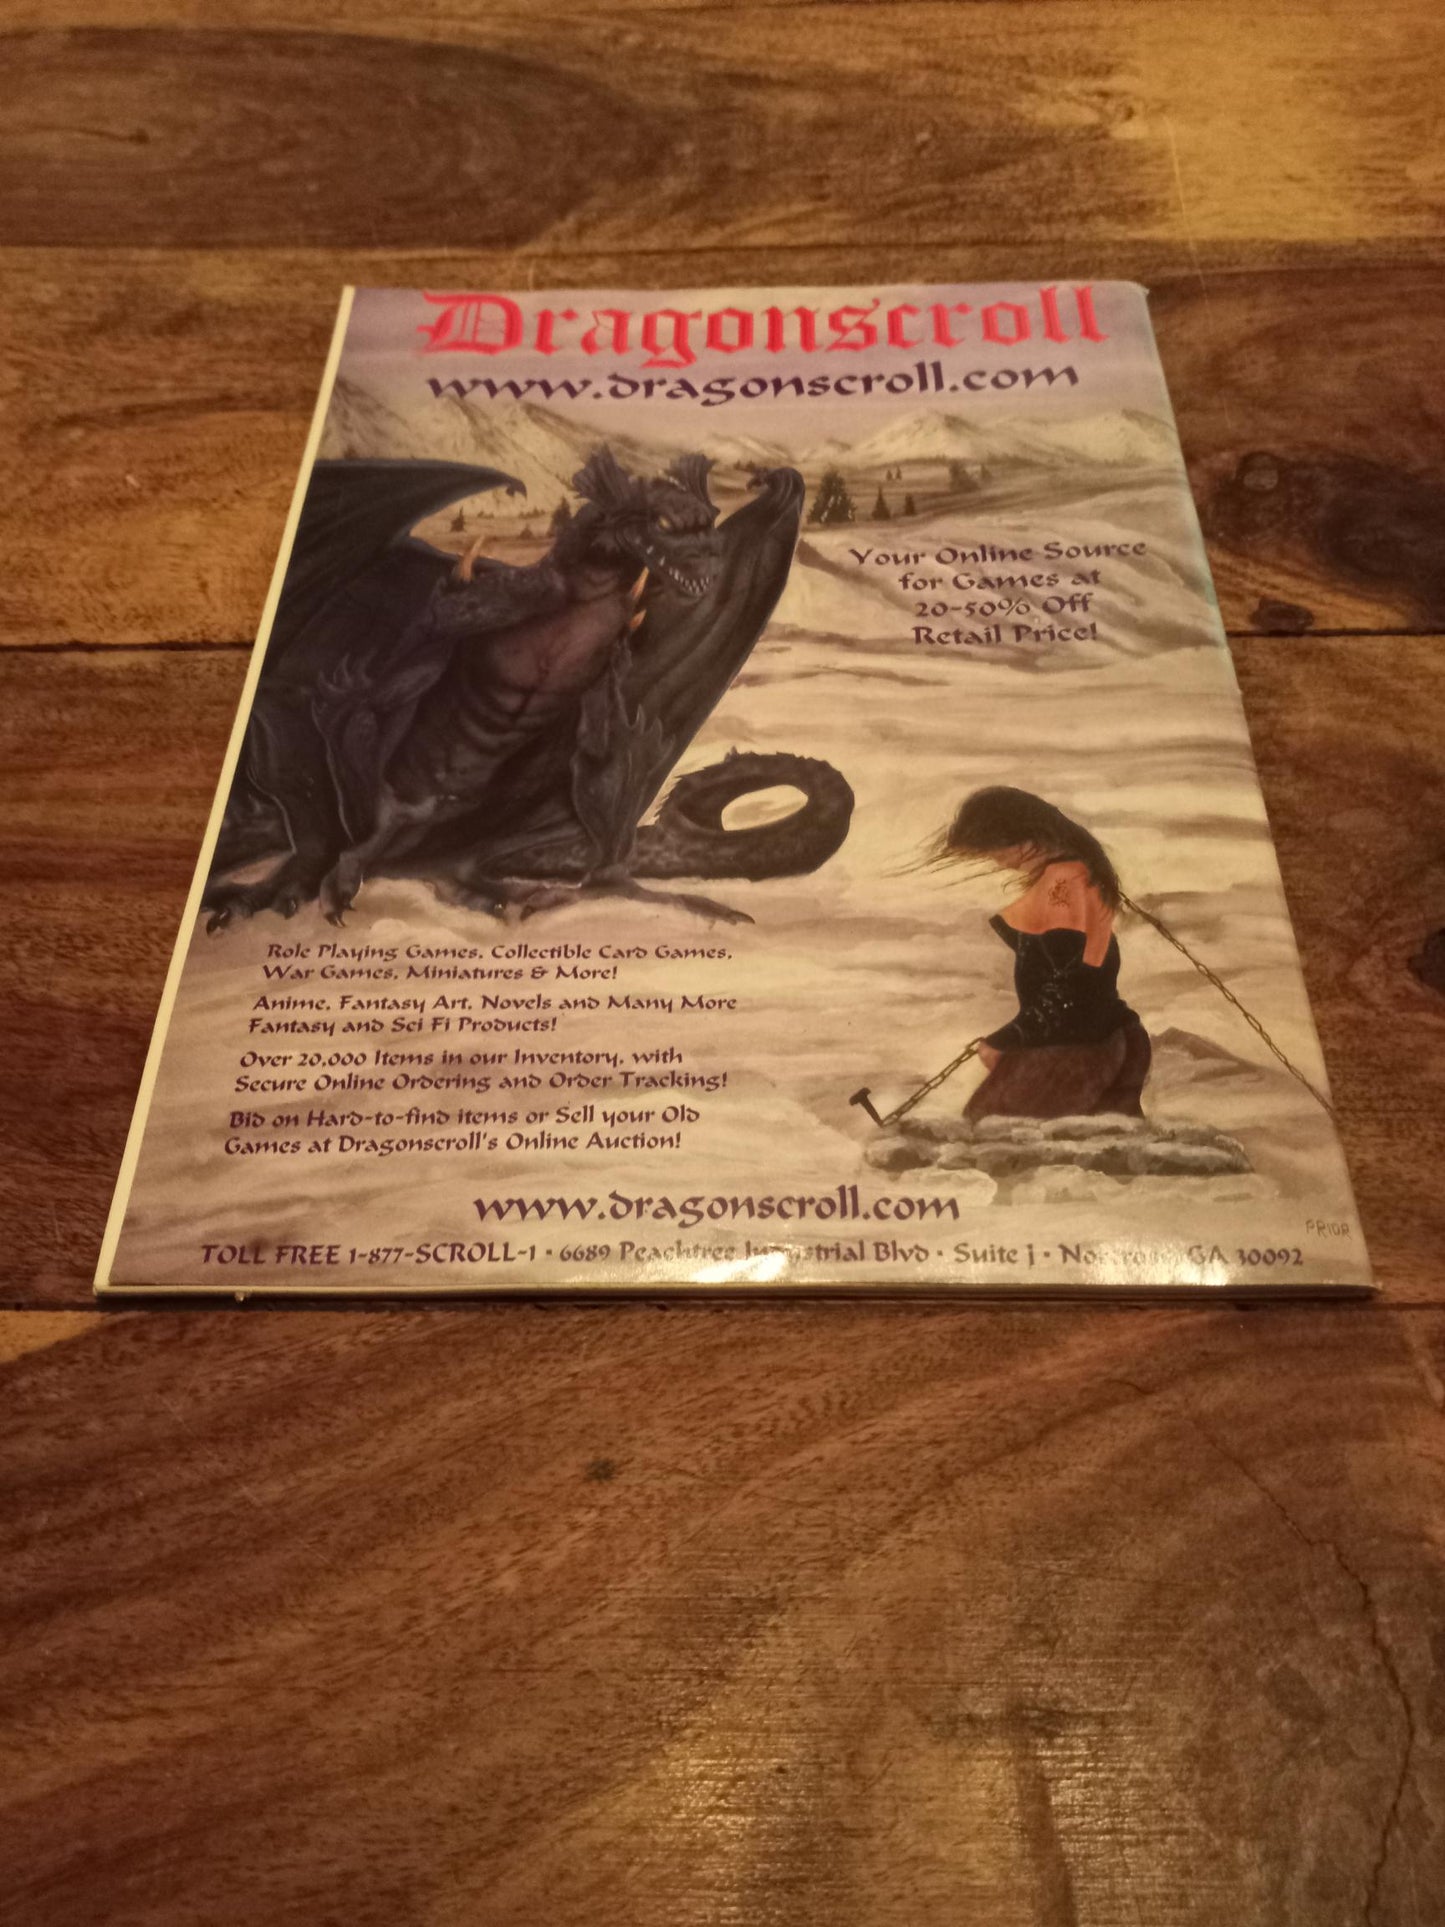 Dragonscroll
www.dragonscroll.com
Your Online Source
for Games at
20-50% Off
Retail Price!
Role Playing Games, Collectible Card Games,
War Games, Miniatures & More!
Anime, Fantasy Art, Novels and Many More
Fantasy and Sci Fi Products!
Over 20,000 Items in our Inventory, with
Secure Online Ordering and Order Tracking!
Bid on Hard-to-find items or Sell your Old
Games at Dragonscroll's Online Auction!
www.dragonscroll.com
PRIOR
TOLL FREE 1-877-SCROLL-1 • 6689 Peachtree Industrial Blvd • Suite J • Norcross, GA 30092